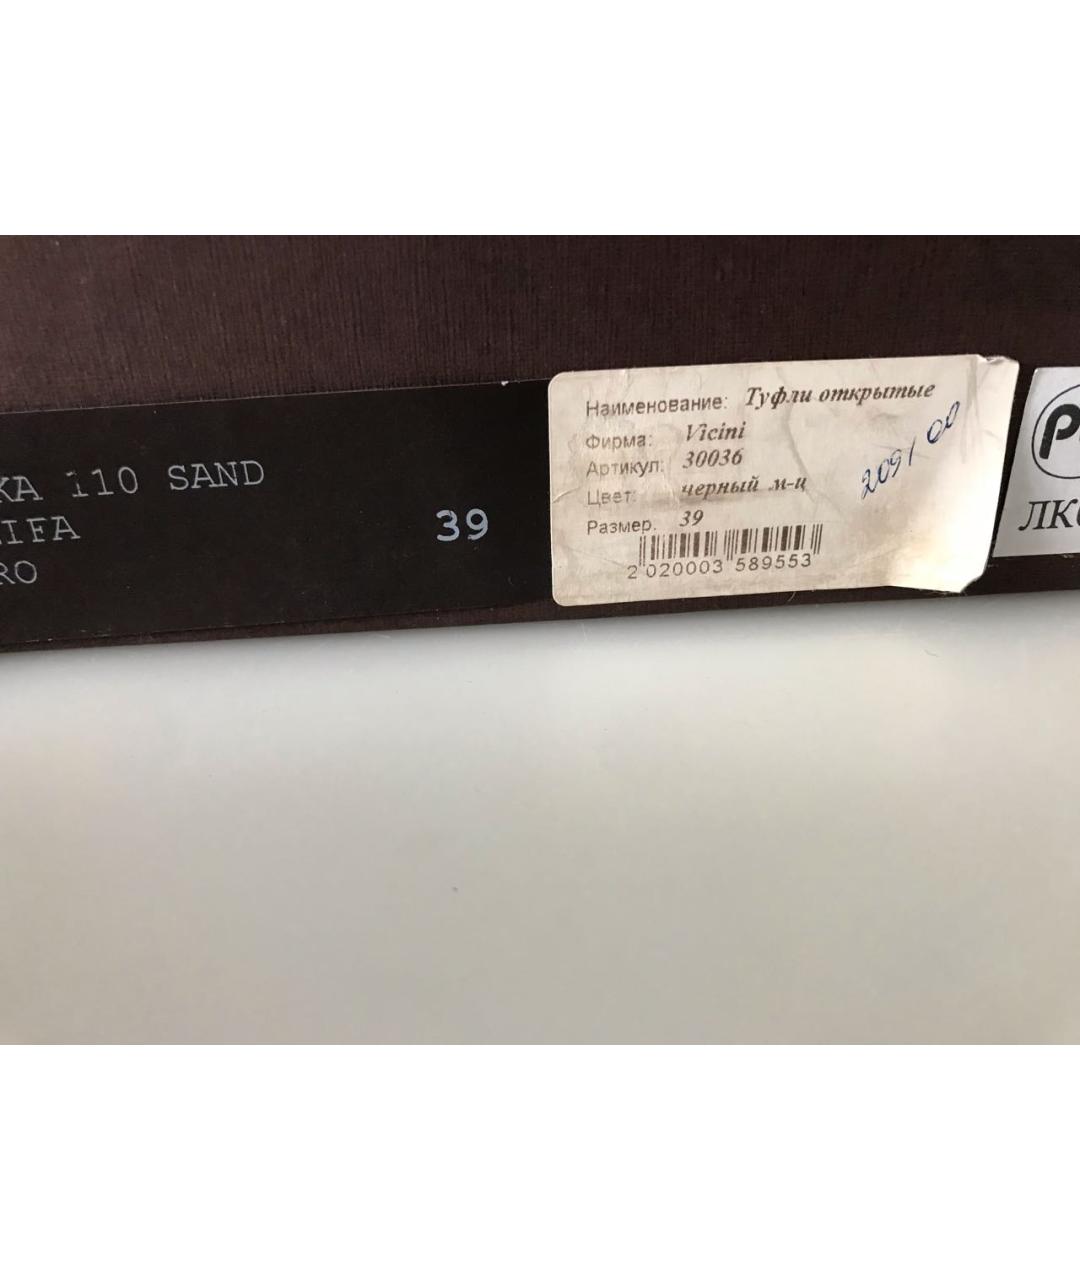 KA 110 SAND
LIFA
RO
39
Наименование: Туфли открытые
Фирма: Vicini
Артикул: 30036
Цвет: черный м-ц
Размер. 39
2 020003 589553
2091 00
Р
ЛК